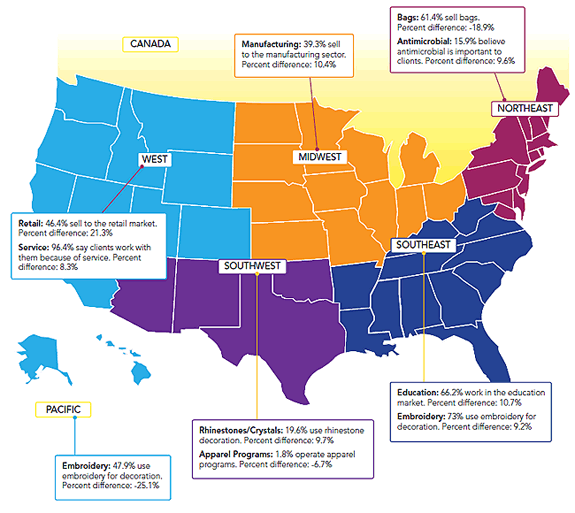 Bags: 61.4% sell bags.
Percent difference: -18.9%
Antimicrobial: 15.9% believe
antimicrobial is important to
clients. Percent difference: 9.6%
Manufacturing: 39.3% sell
to the manufacturing sector.
Percent difference: 10.4%
CANADA
NORTHEAST
WEST
MIDWEST
Retail: 46.4% sell to the retail market.
Percent difference: 21.3%
Service: 96.4% say clients work with
them because of service. Percent
difference: 8.3%
SOUTHEAST
SOUTHWEST
Education: 66.2% work in the education
market. Percent difference: 10.7%
Embroidery: 73% use embroidery for
decoration. Percent difference: 9.2%
PACIFIC
Rhinestones/Crystals: 19.6% use rhinestone
decoration. Percent difference: 9.7%
Apparel Programs: 1.8% operate apparel
programs. Percent difference: -6.7%
Embroidery: 47.9% use
embroidery for decoration.
Percent difference: -25.1%